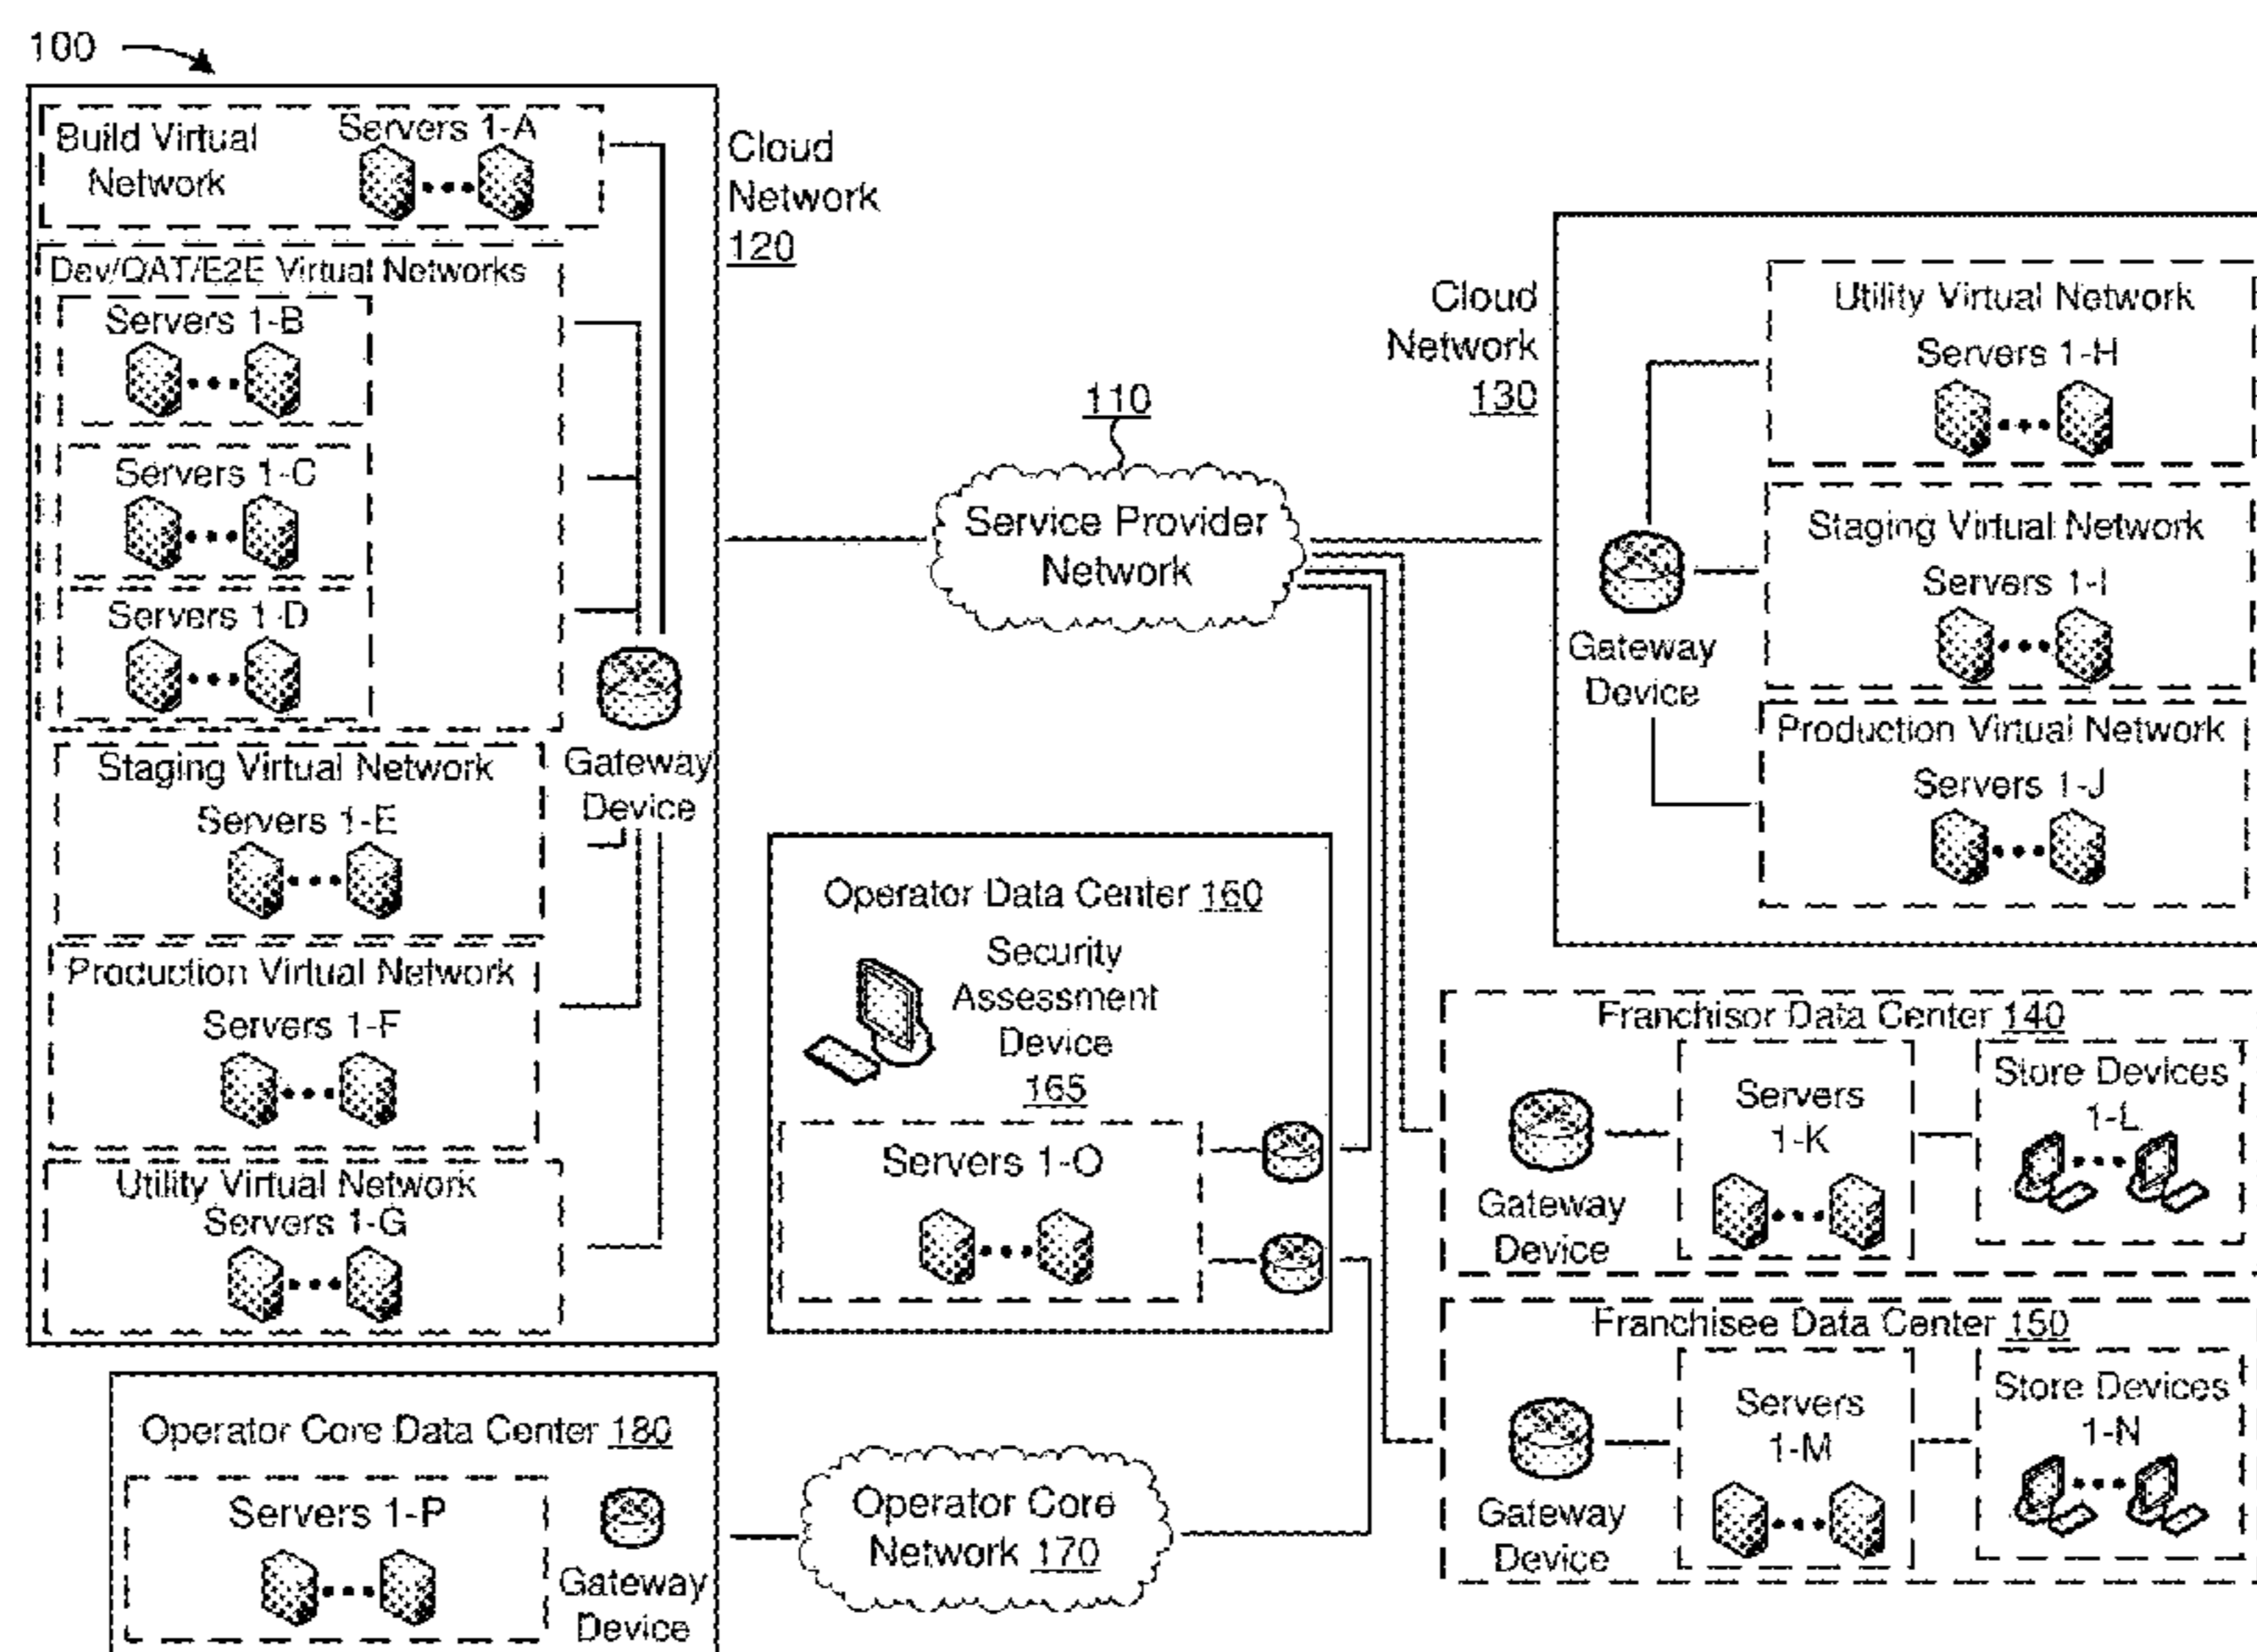 100
Build Virtual
Network
Servers 1-A
Cloud
Network
120
Dev/QAT/E2E Virtual Networks
Servers 1-B
Servers 1-C
Servers 1-D
Gateway
Device
Staging Virtual Network
Servers 1-E
Production Virtual Network
Servers 1-F
Utility Virtual Network
Servers 1-G
110
Service Provider
Network
Cloud
Network
130
Utility Virtual Network
Servers 1-H
Staging Virtual Network
Servers 1-I
Gateway
Device
Production Virtual Network
Servers 1-J
Operator Data Center 160
Security
Assessment
Device
165
Servers 1-O
Franchisor Data Center 140
Gateway
Device
Servers
1-K
Store Devices
1-L
Franchisee Data Center 150
Gateway
Device
Servers
1-M
Store Devices
1-N
Operator Core Data Center 180
Servers 1-P
Gateway
Device
Operator Core
Network 170